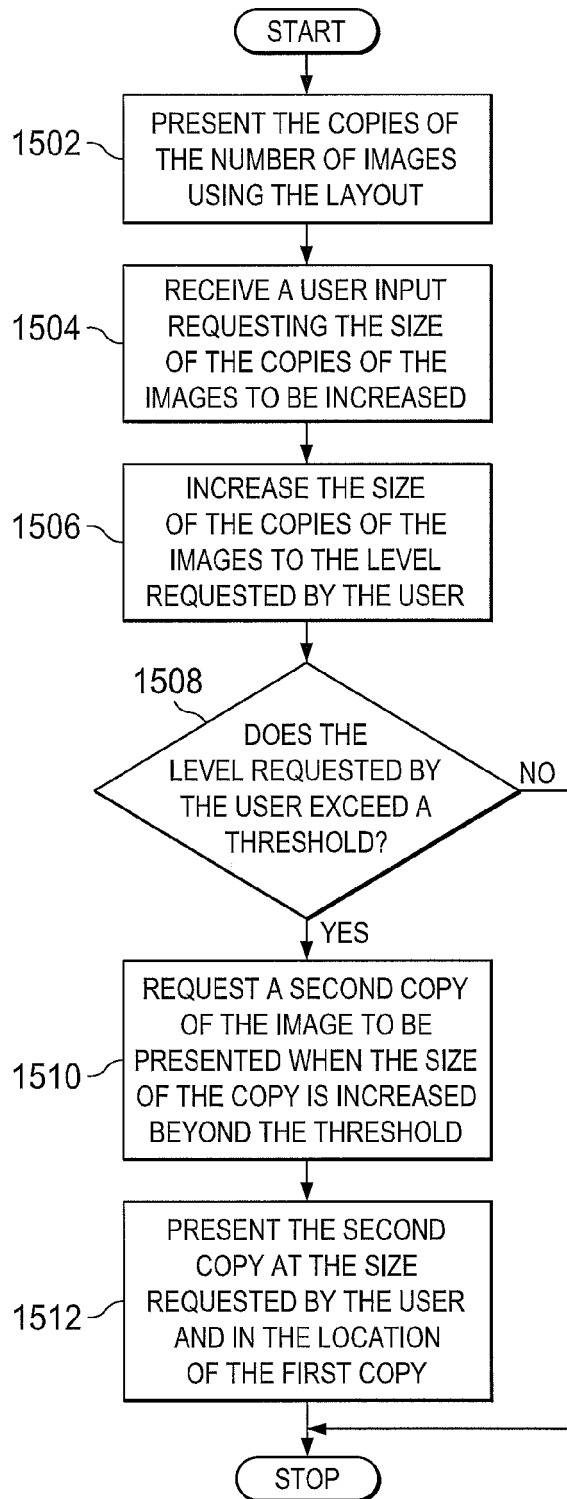 START
1502
PRESENT THE COPIES OF
THE NUMBER OF IMAGES
USING THE LAYOUT
1504
RECEIVE A USER INPUT
REQUESTING THE SIZE
OF THE COPIES OF THE
IMAGES TO BE INCREASED
1506
INCREASE THE SIZE
OF THE COPIES OF THE
IMAGES TO THE LEVEL
REQUESTED BY THE USER
1508
DOES THE
LEVEL REQUESTED BY
THE USER EXCEED A
THRESHOLD?
NO
YES
1510
REQUEST A SECOND COPY
OF THE IMAGE TO BE
PRESENTED WHEN THE SIZE
OF THE COPY IS INCREASED
BEYOND THE THRESHOLD
1512
PRESENT THE SECOND
COPY AT THE SIZE
REQUESTED BY THE USER
AND IN THE LOCATION
OF THE FIRST COPY
STOP